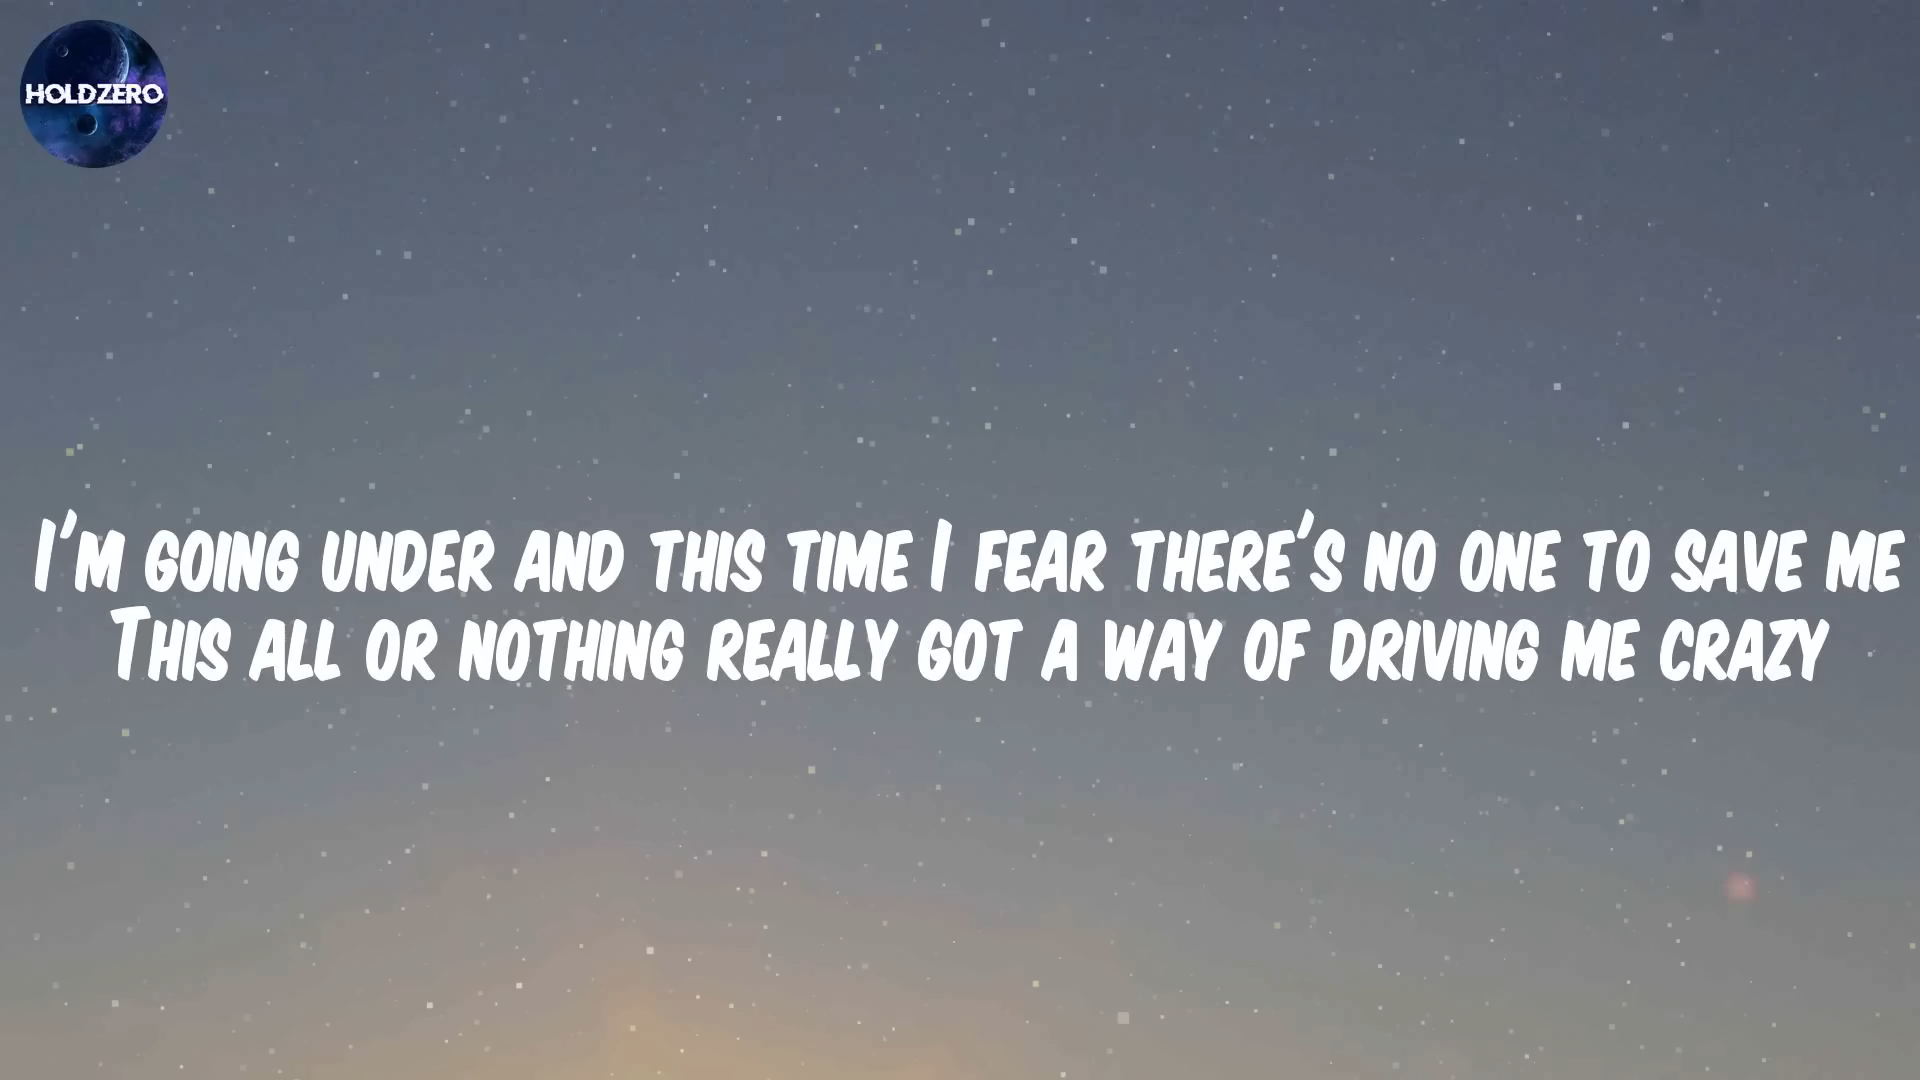 HOLDZERO
I'm going under and this time I fear there's no one to save me
This all or nothing really got a way of driving me crazy